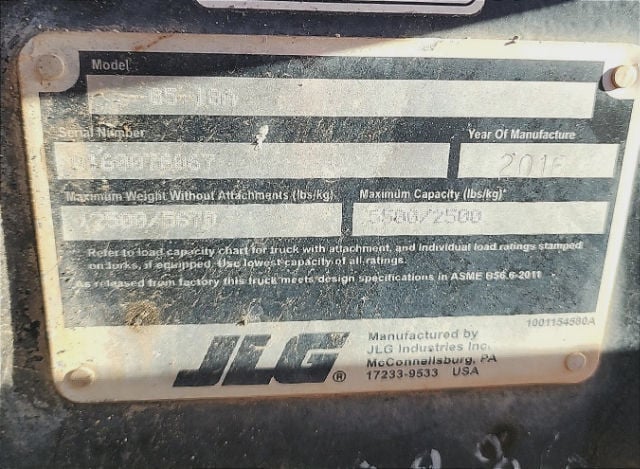 Model
Serial Number
Year Of Manufacture
Maximum Weight Without Attachments (lbs/kg)
Maximum Capacity (lbs/kg)*
5500/2500
Refer to load capacity chart for truck with attachment, and individual load ratings stamped
on forks, if equipped. Use lowest capacity of all ratings.
As released from factory this truck meets design specifications in ASME B56.6-2011
1001154580A
JLG®
Manufactured by
JLG Industries Inc.
McConnellsburg, PA
17233-9533 USA